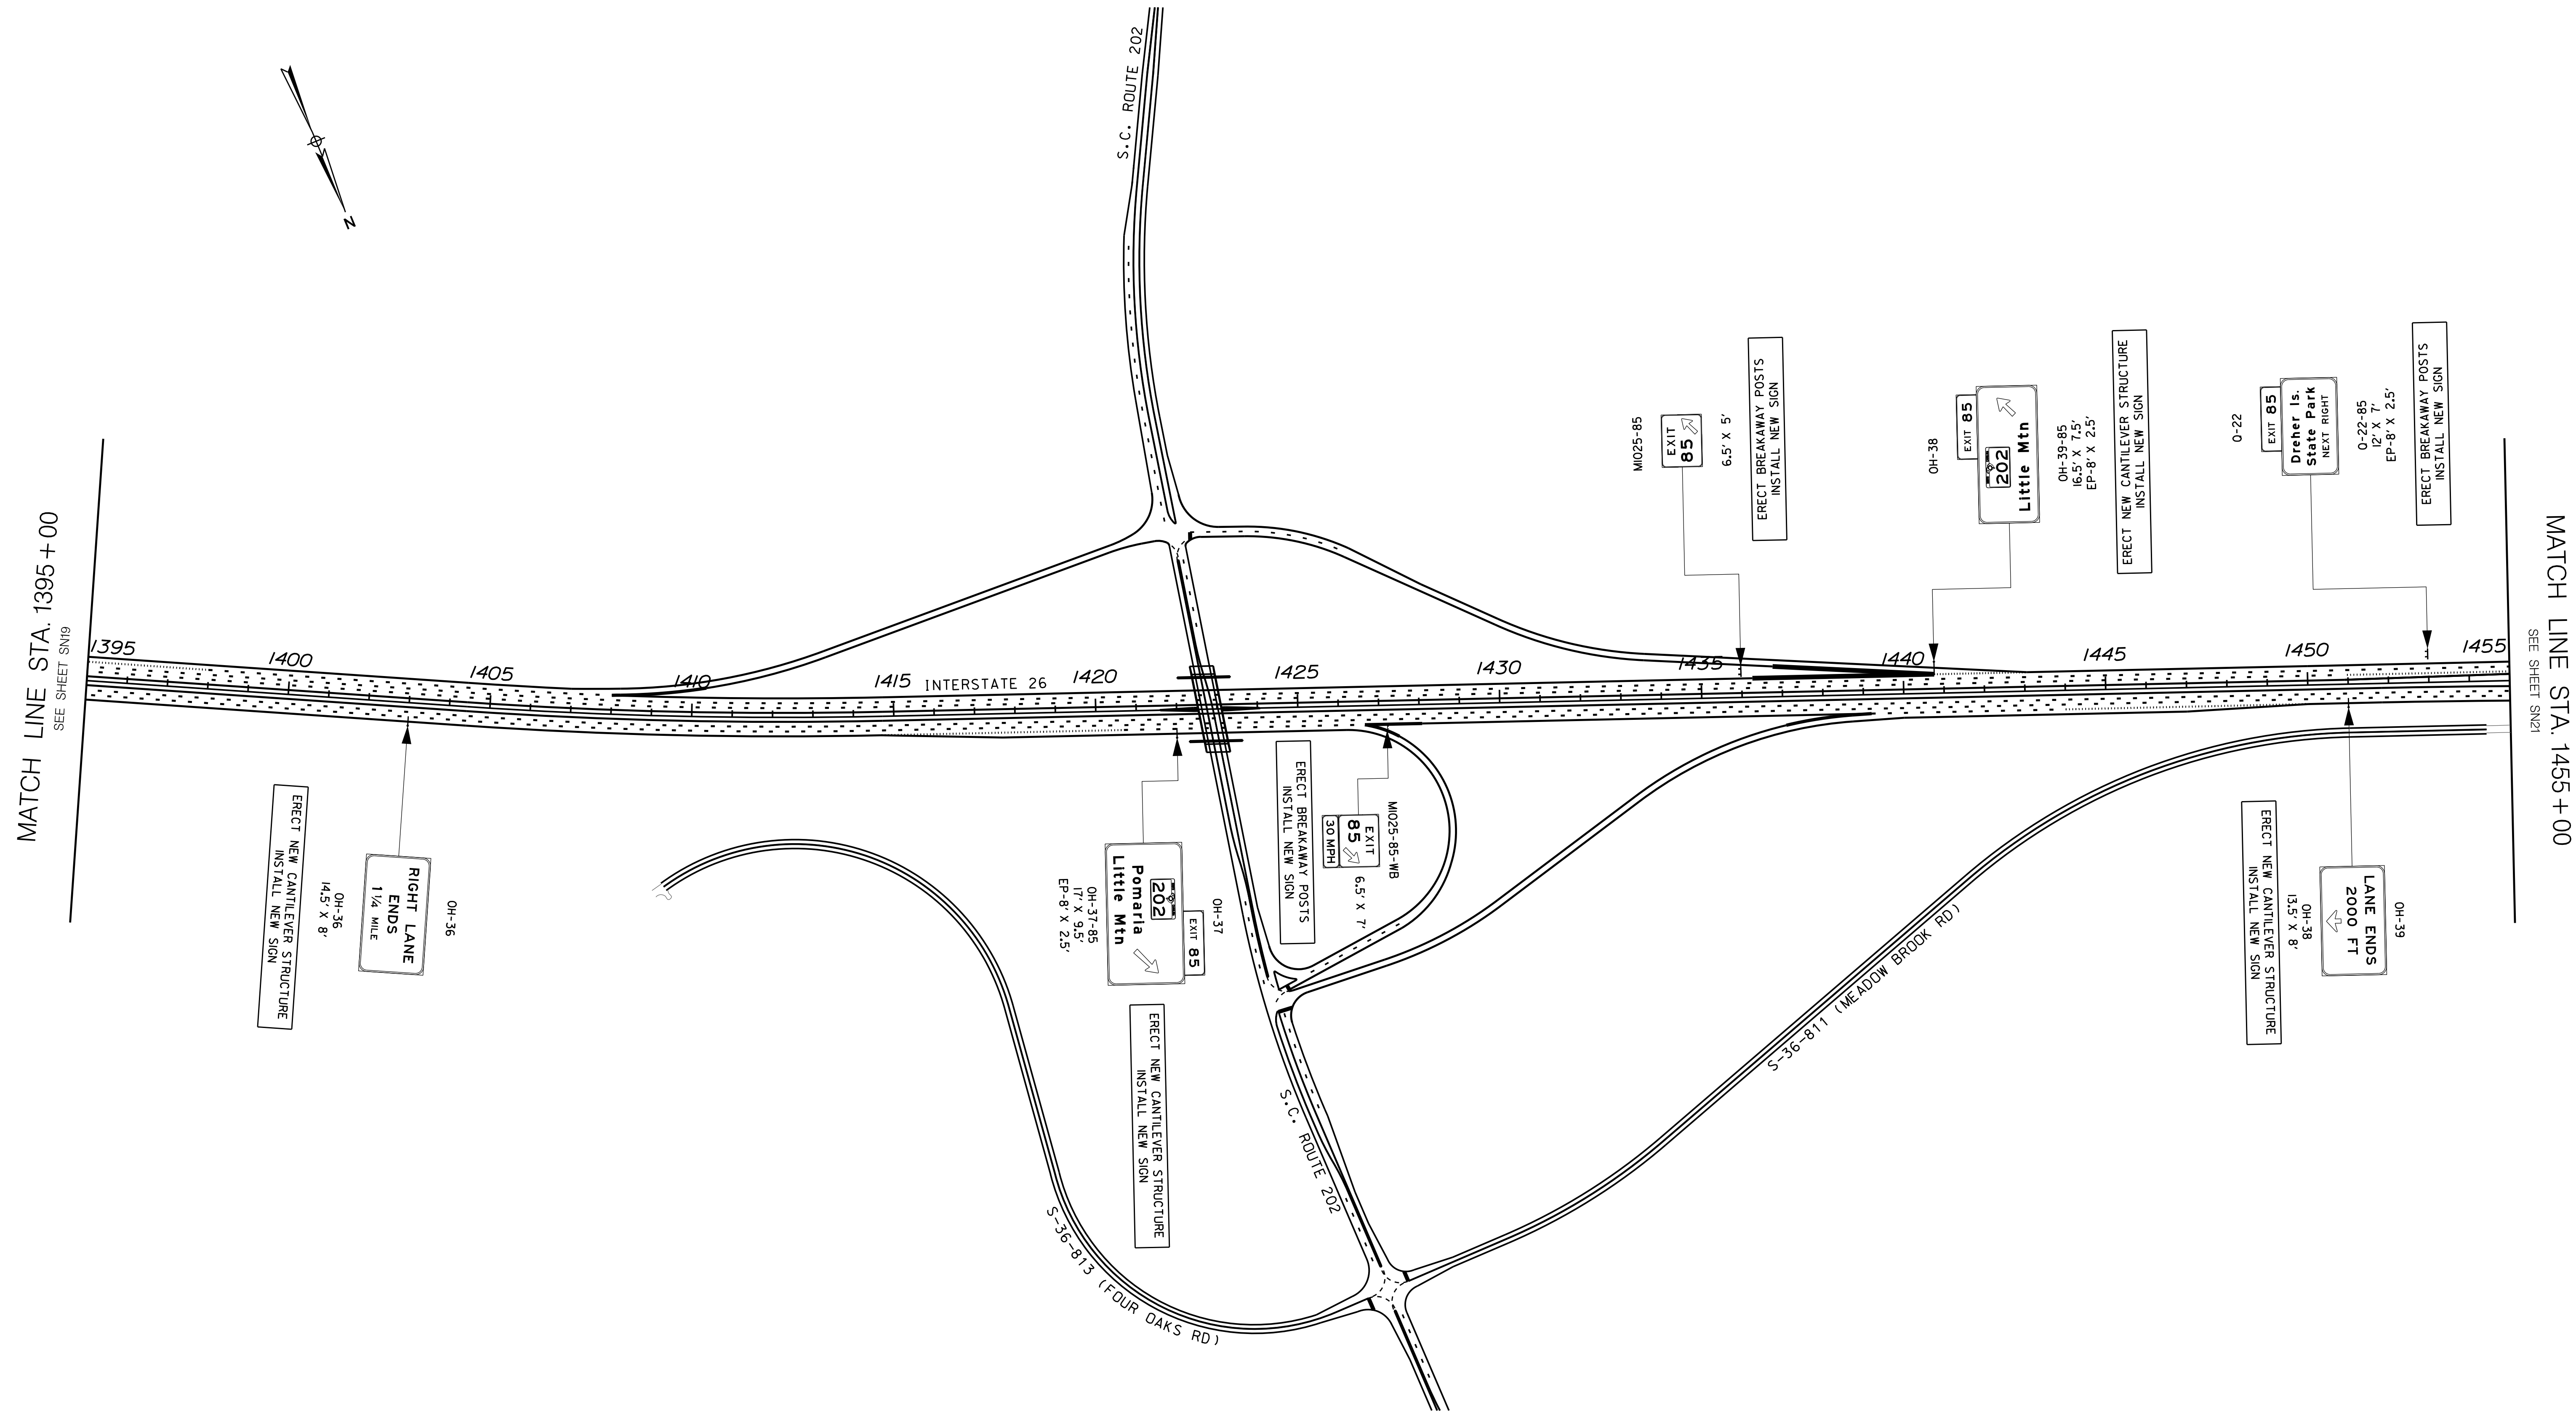 S.C. ROUTE 202
N
MATCH LINE STA. 1395+00
SEE SHEET SN19
1395
1400
1405
1410
1415
INTERSTATE 26
1420
1425
1430
1435
1440
1445
1450
1455
MATCH LINE STA. 1455+00
SEE SHEET SN21
M1025-85
EXIT
85
6.5' X 5'
ERECT BREAKAWAY POSTS
INSTALL NEW SIGN
OH-38
EXIT 85
202
Little Mtn
OH-39-85
16.5' X 7.5'
EP-8' X 2.5'
ERECT NEW CANTILEVER STRUCTURE
INSTALL NEW SIGN
O-22
EXIT 85
Dreher Is.
State Park
NEXT RIGHT
O-22-85
12' X 7'
EP-8' X 2.5'
ERECT BREAKAWAY POSTS
INSTALL NEW SIGN
OH-36
RIGHT LANE
ENDS
1 1/4 MILE
OH-36
14.5' X 8'
ERECT NEW CANTILEVER STRUCTURE
INSTALL NEW SIGN
OH-37
EXIT 85
202
Pomaria
Little Mtn
OH-37-85
17' X 9.5'
EP-8' X 2.5'
ERECT NEW CANTILEVER STRUCTURE
INSTALL NEW SIGN
M1025-85-WB
EXIT
85
30 MPH
6.5' X 7'
ERECT BREAKAWAY POSTS
INSTALL NEW SIGN
OH-39
LANE ENDS
2000 FT
OH-38
13.5' X 8'
ERECT NEW CANTILEVER STRUCTURE
INSTALL NEW SIGN
S-36-811 (MEADOW BROOK RD)
S.C. ROUTE 202
S-36-813 (FOUR OAKS RD)